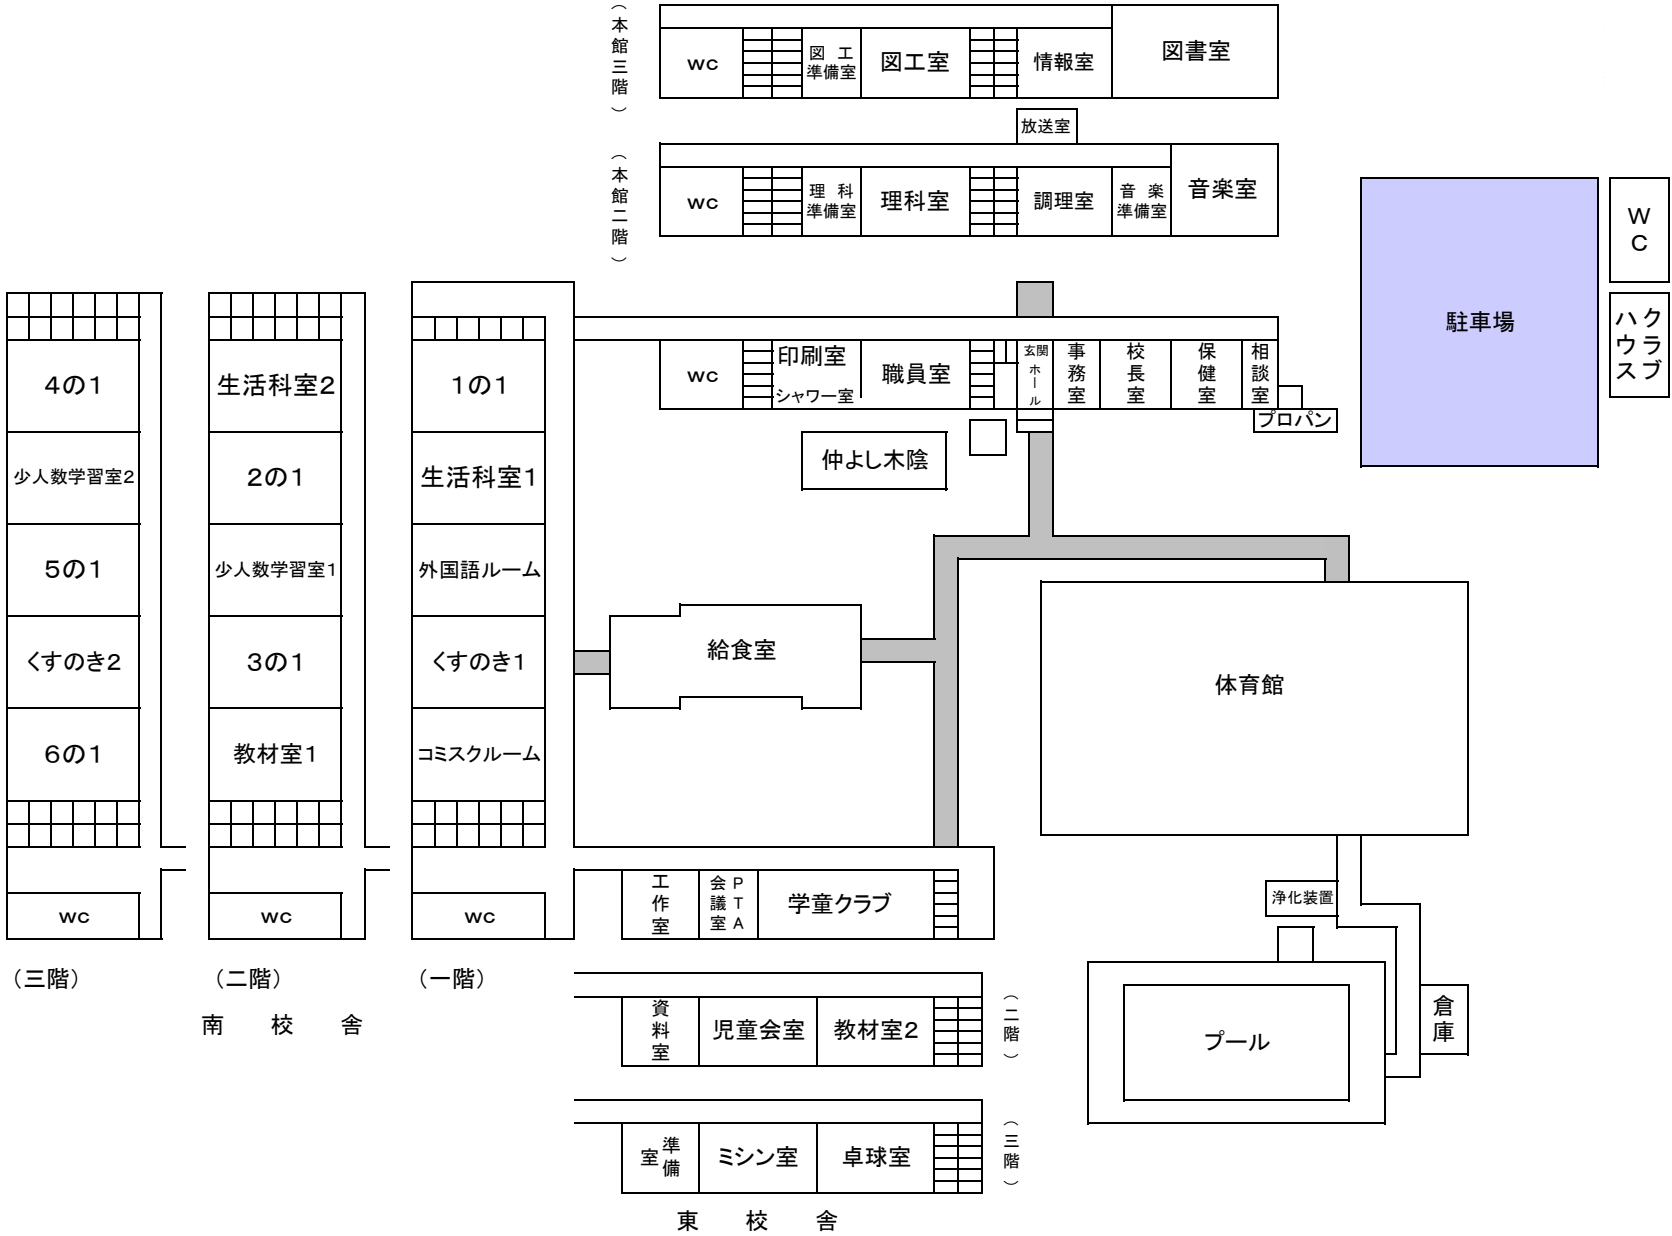 （本館三階）
WC
図工準備室
図工室
情報室
図書室
放送室
（本館二階）
WC
理科準備室
理科室
調理室
音楽準備室
音楽室
駐車場
WC
クラブハウス
WC
印刷室
シャワー室
職員室
玄関ホール
事務室
校長室
保健室
相談室
プロパン
仲よし木陰
4の1
少人数学習室2
5の1
くすのき2
6の1
WC
（三階）
生活科室2
2の1
少人数学習室1
3の1
教材室1
WC
（二階）
1の1
生活科室1
外国語ルーム
くすのき1
コミスクルーム
WC
（一階）
南校舎
給食室
体育館
工作室
PTA会議室
学童クラブ
浄化装置
プール
倉庫
資料室
児童会室
教材室2
（二階）
準備室
ミシン室
卓球室
（三階）
東校舎